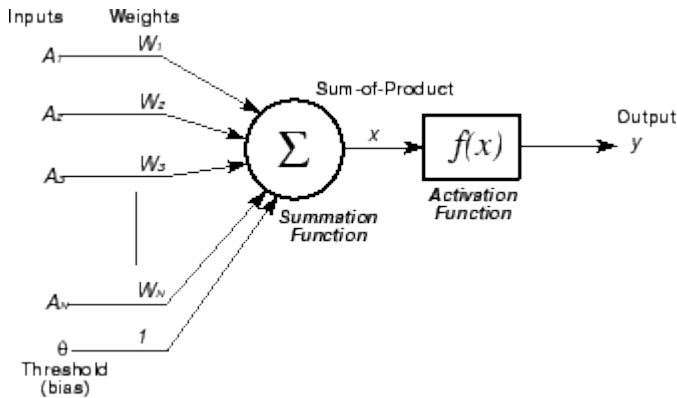 Inputs Weights
A₁ W₁
Sum-of-Product
A₂ W₂
Output
Σ x f(x) y
A₃ W₃
Activation
Function
Summation
Function
Aₙ Wₙ
θ 1
Threshold
(bias)